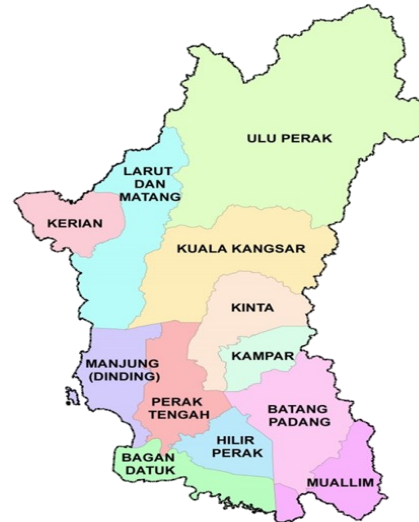 ULU PERAK
LARUT
DAN
MATANG
KERIAN
KUALA KANGSAR
KINTA
KAMPAR
MANJUNG
(DINDING)
PERAK
TENGAH
BATANG
PADANG
HILIR
PERAK
BAGAN
DATUK
MUALLIM